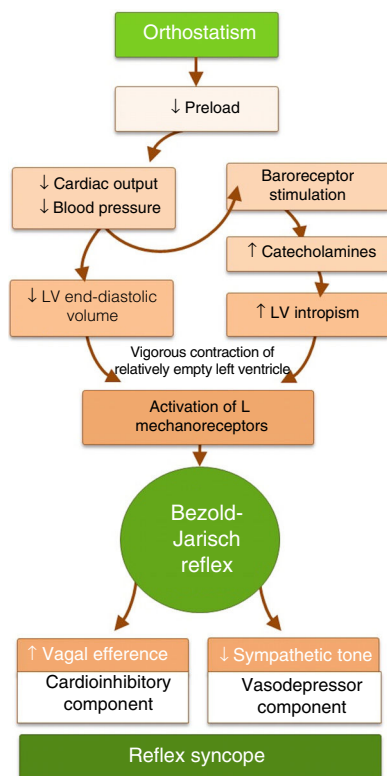 Orthostatism
↓ Preload
↓ Cardiac output
↓ Blood pressure
Baroreceptor
stimulation
↑ Catecholamines
↓ LV end-diastolic
volume
↑ LV intropism
Vigorous contraction of
relatively empty left ventricle
Activation of L
mechanoreceptors
Bezold-
Jarisch
reflex
↑ Vagal efference
Cardioinhibitory
component
↓ Sympathetic tone
Vasodepressor
component
Reflex syncope